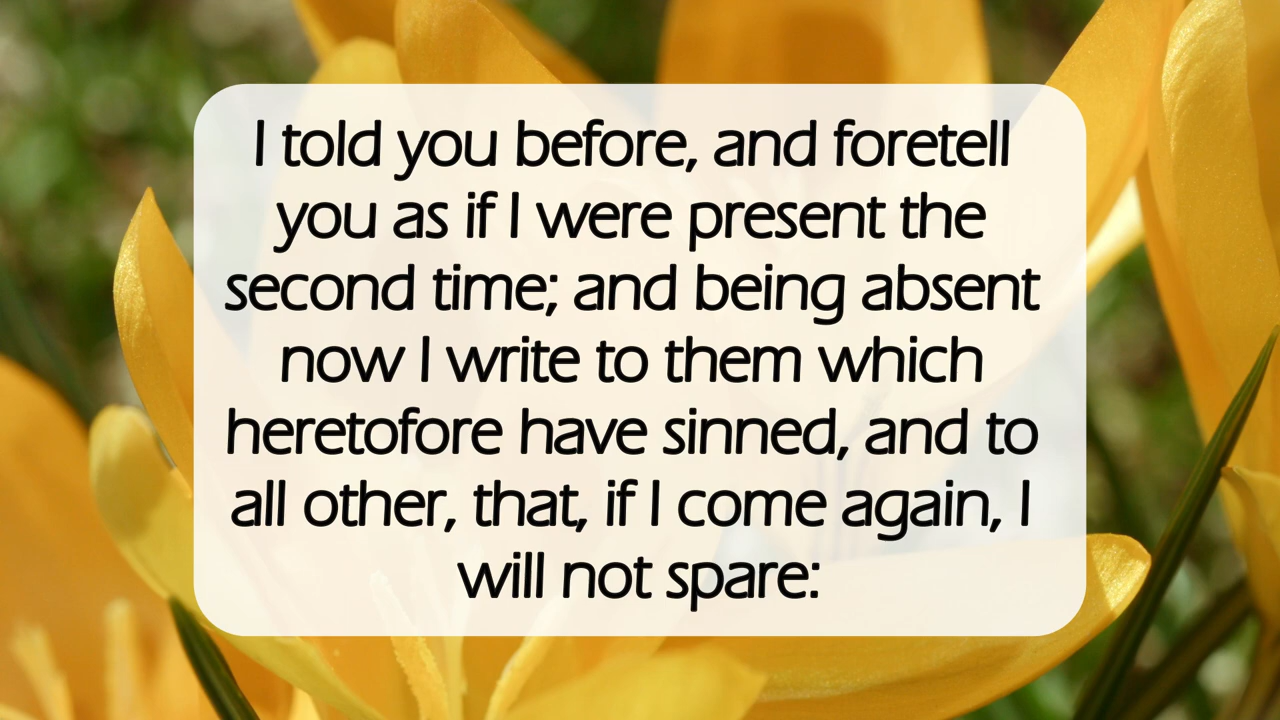 I told you before, and foretell
you as if I were present the
second time; and being absent
now I write to them which
heretofore have sinned, and to
all other, that, if I come again, I
will not spare: